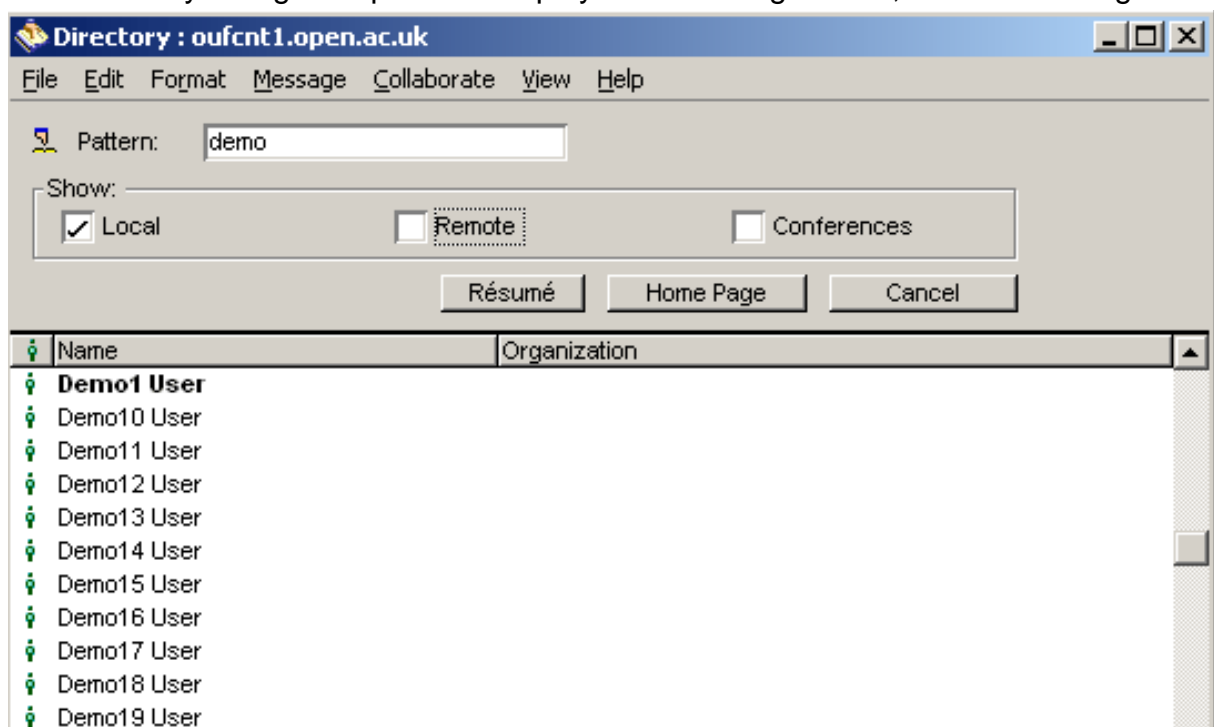 Directory : oufcnt1.open.ac.uk
File Edit Format Message Collaborate View Help
Pattern: demo
Show:
Local Remote Conferences
Résumé Home Page Cancel
Name Organization
Demo1 User
Demo10 User
Demo11 User
Demo12 User
Demo13 User
Demo14 User
Demo15 User
Demo16 User
Demo17 User
Demo18 User
Demo19 User